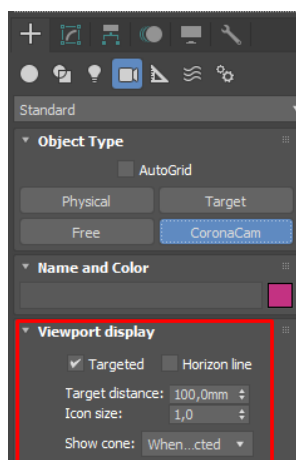 Standard
Object Type
AutoGrid
Physical Target
Free CoronaCam
Name and Color
Viewport display
Targeted Horizon line
Target distance: 100,0mm
Icon size: 1,0
Show cone: When...cted